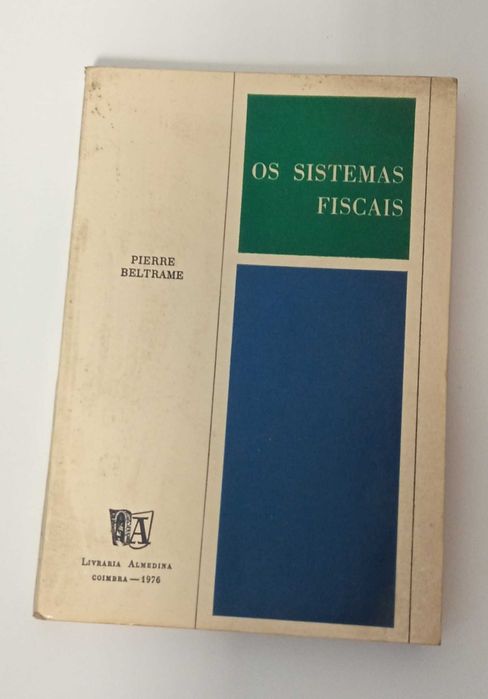 OS SISTEMAS
FISCAIS
PIERRE
BELTRAME
A
LIVRARIA ALMEDINA
COIMBRA — 1976